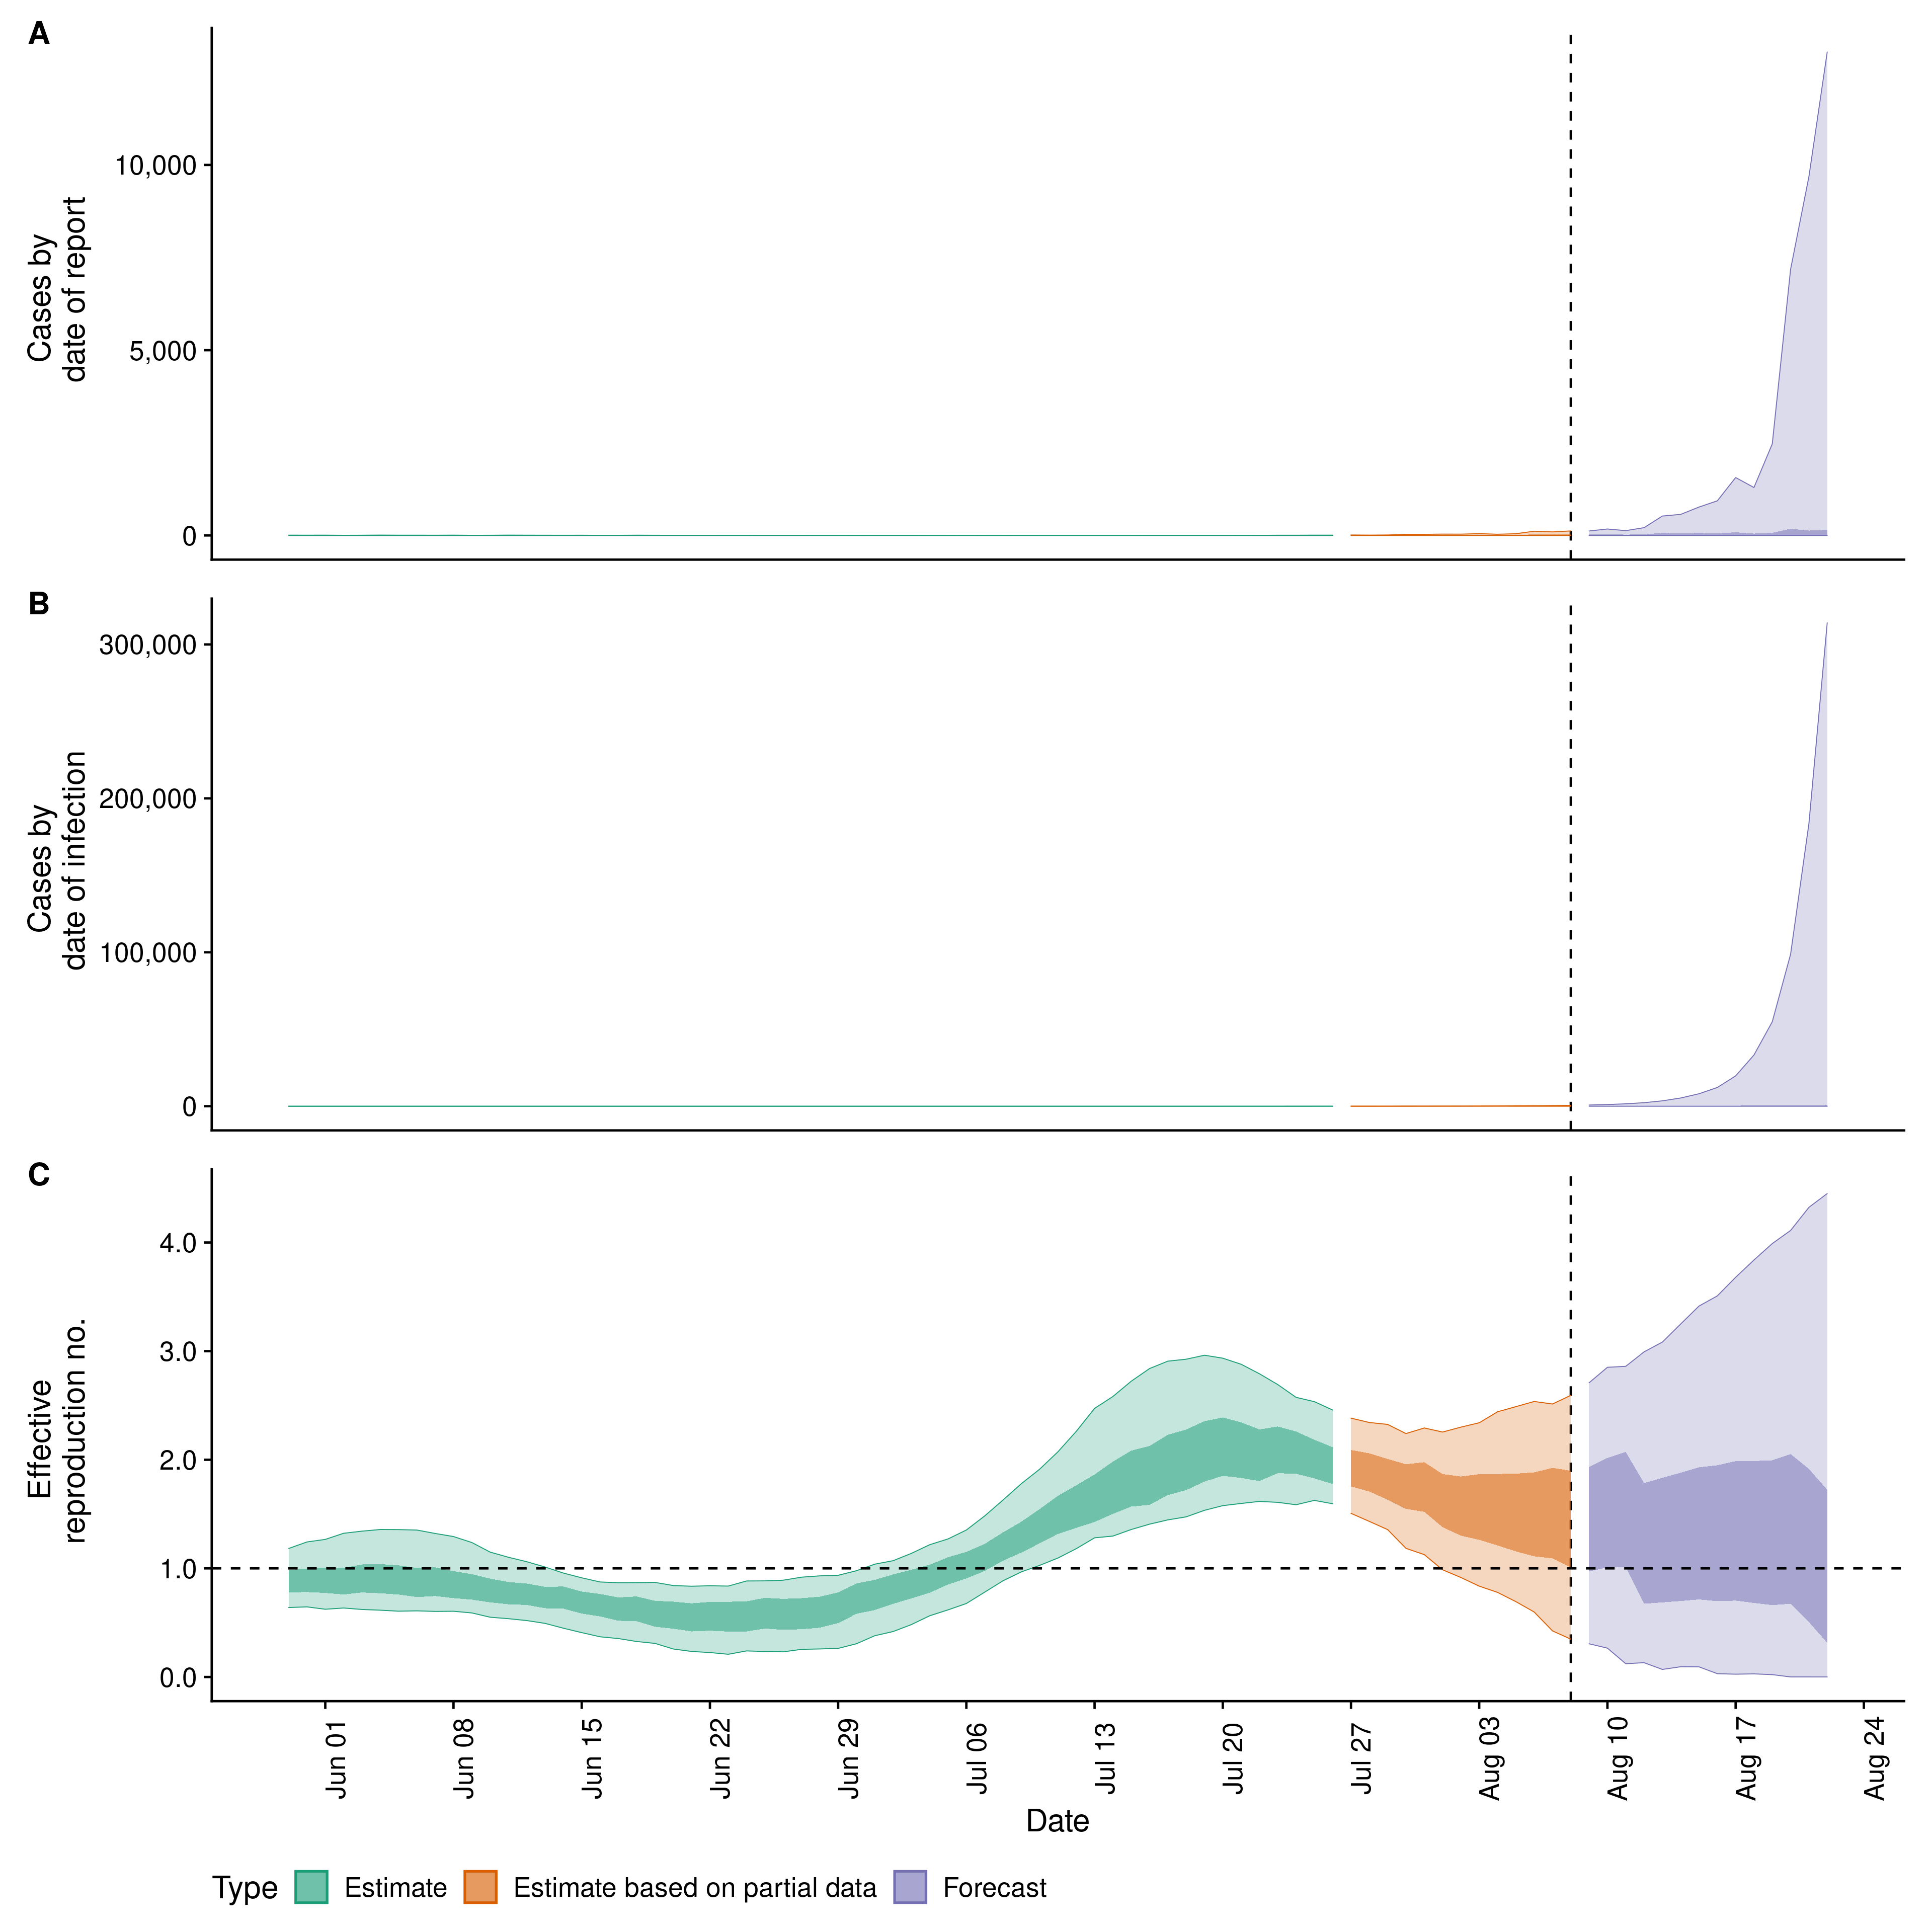 A
Cases by
date of report
10,000
5,000
0
B
Cases by
date of infection
300,000
200,000
100,000
0
C
Effective
reproduction no.
4.0
3.0
2.0
1.0
0.0
Jun 01
Jun 08
Jun 15
Jun 22
Jun 29
Jul 06
Jul 13
Jul 20
Jul 27
Aug 03
Aug 10
Aug 17
Aug 24
Date
Type Estimate Estimate based on partial data Forecast